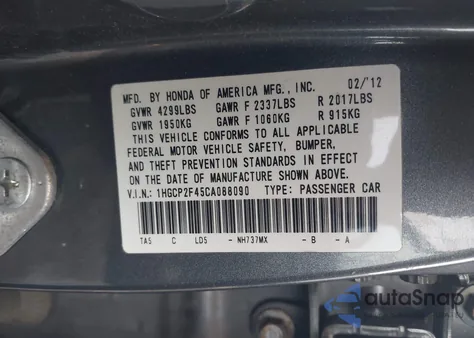 MFD. BY HONDA OF AMERICA MFG., INC. 02/'12
GVWR 4299LBS GAWR F 2337LBS R 2017LBS
GVWR 1950KG GAWR F 1060KG R 915KG
THIS VEHICLE CONFORMS TO ALL APPLICABLE
FEDERAL MOTOR VEHICLE SAFETY, BUMPER,
AND THEFT PREVENTION STANDARDS IN EFFECT
ON THE DATE OF MANUFACTURE SHOWN ABOVE.
V.I.N.: 1HGCP2F45CA088090 TYPE: PASSENGER CAR
TA5 C LD5 - NH737MX - B - A
autoSnap